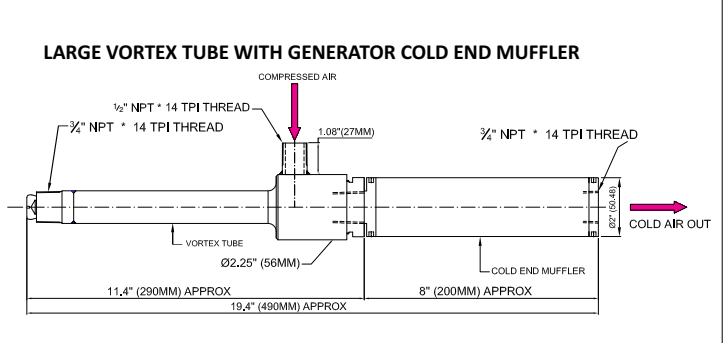 LARGE VORTEX TUBE WITH GENERATOR COLD END MUFFLER
COMPRESSED AIR
½" NPT * 14 TPI THREAD
¾" NPT * 14 TPI THREAD
1.08"(27MM)
¾" NPT * 14 TPI THREAD
Ø2" (50.48)
COLD AIR OUT
VORTEX TUBE
Ø2.25" (56MM)
COLD END MUFFLER
11.4" (290MM) APPROX
8" (200MM) APPROX
19.4" (490MM) APPROX